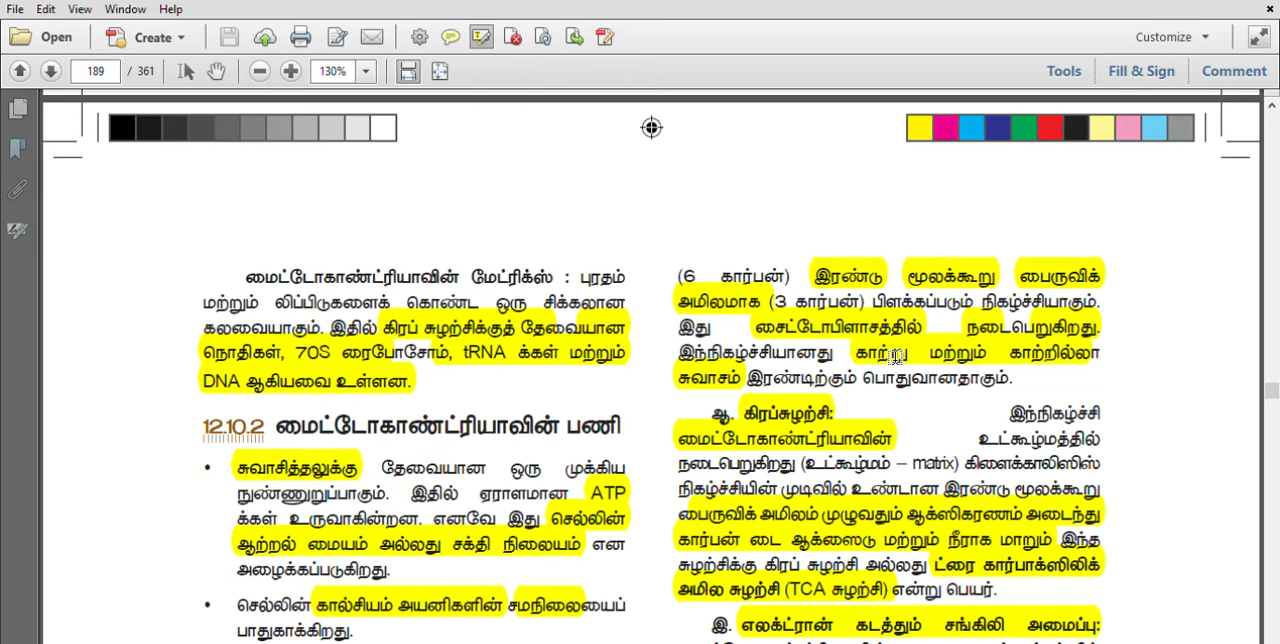 File Edit View Window Help
Open Create Customize
189 / 361 130% Tools Fill & Sign Comment
மைட்டோகாண்ட்ரியாவின் மேட்ரிக்ஸ் : புரதம்
மற்றும் லிப்பிடுகளைக் கொண்ட ஒரு சிக்கலான
கலவையாகும். இதில் கிரப் சுழற்சிக்குத் தேவையான
நொதிகள், 70S ரைபோசோம், tRNA க்கள் மற்றும்
DNA ஆகியவை உள்ளன.
12.10.2 மைட்டோகாண்ட்ரியாவின் பணி
• சுவாசித்தலுக்கு தேவையான ஒரு முக்கிய
நுண்ணுறுப்பாகும். இதில் ஏராளமான ATP
க்கள் உருவாகின்றன. எனவே இது செல்லின்
ஆற்றல் மையம் அல்லது சக்தி நிலையம் என
அழைக்கப்படுகிறது.
• செல்லின் கால்சியம் அயனிகளின் சமநிலையைப்
பாதுகாக்கிறது.
(6 கார்பன்) இரண்டு மூலக்கூறு பைருவிக்
அமிலமாக (3 கார்பன்) பிளக்கப்படும் நிகழ்ச்சியாகும்.
இது சைட்டோபிளாசத்தில் நடைபெறுகிறது.
இந்நிகழ்ச்சியானது காற்று மற்றும் காற்றில்லா
சுவாசம் இரண்டிற்கும் பொதுவானதாகும்.
ஆ. கிரப்சுழற்சி: இந்நிகழ்ச்சி
மைட்டோகாண்ட்ரியாவின் உட்கூழ்மத்தில்
நடைபெறுகிறது (உட்கூழ்மம் – matrix) கிளைக்காலிஸிஸ்
நிகழ்ச்சியின் முடிவில் உண்டான இரண்டு மூலக்கூறு
பைருவிக் அமிலம் முழுவதும் ஆக்ஸிகரணம் அடைந்து
கார்பன் டை ஆக்ஸைடு மற்றும் நீராக மாறும் இந்த
சுழற்சிக்கு கிரப் சுழற்சி அல்லது ட்ரை கார்பாக்ஸிலிக்
அமில சுழற்சி (TCA சுழற்சி) என்று பெயர்.
இ. எலக்ட்ரான் கடத்தும் சங்கிலி அமைப்பு: